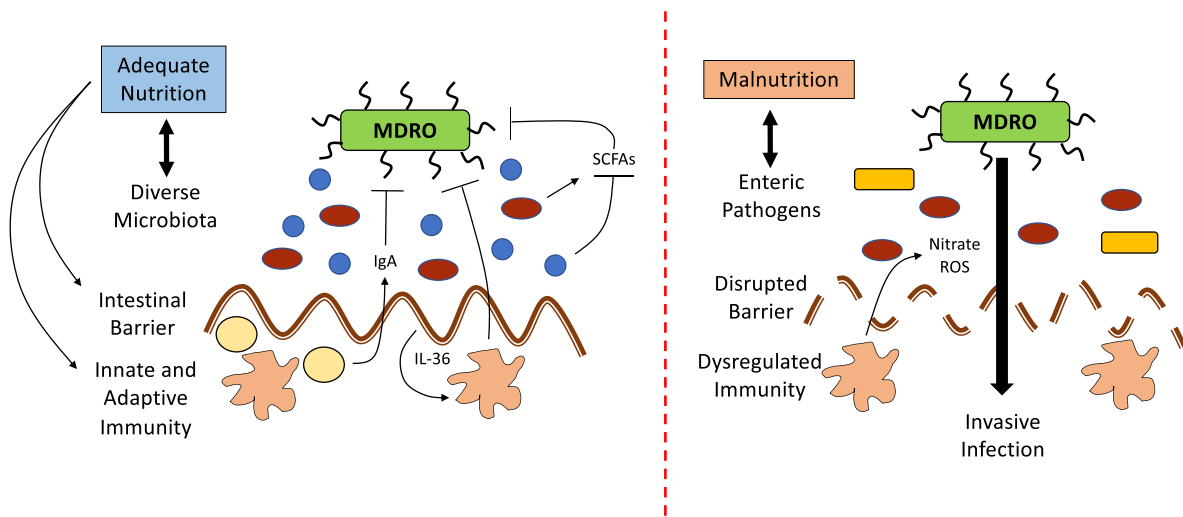 Adequate
Nutrition
Diverse
Microbiota
Intestinal
Barrier
Innate and
Adaptive
Immunity
MDRO
SCFAs
IgA
IL-36
Malnutrition
Enteric
Pathogens
Disrupted
Barrier
Dysregulated
Immunity
MDRO
Nitrate
ROS
Invasive
Infection